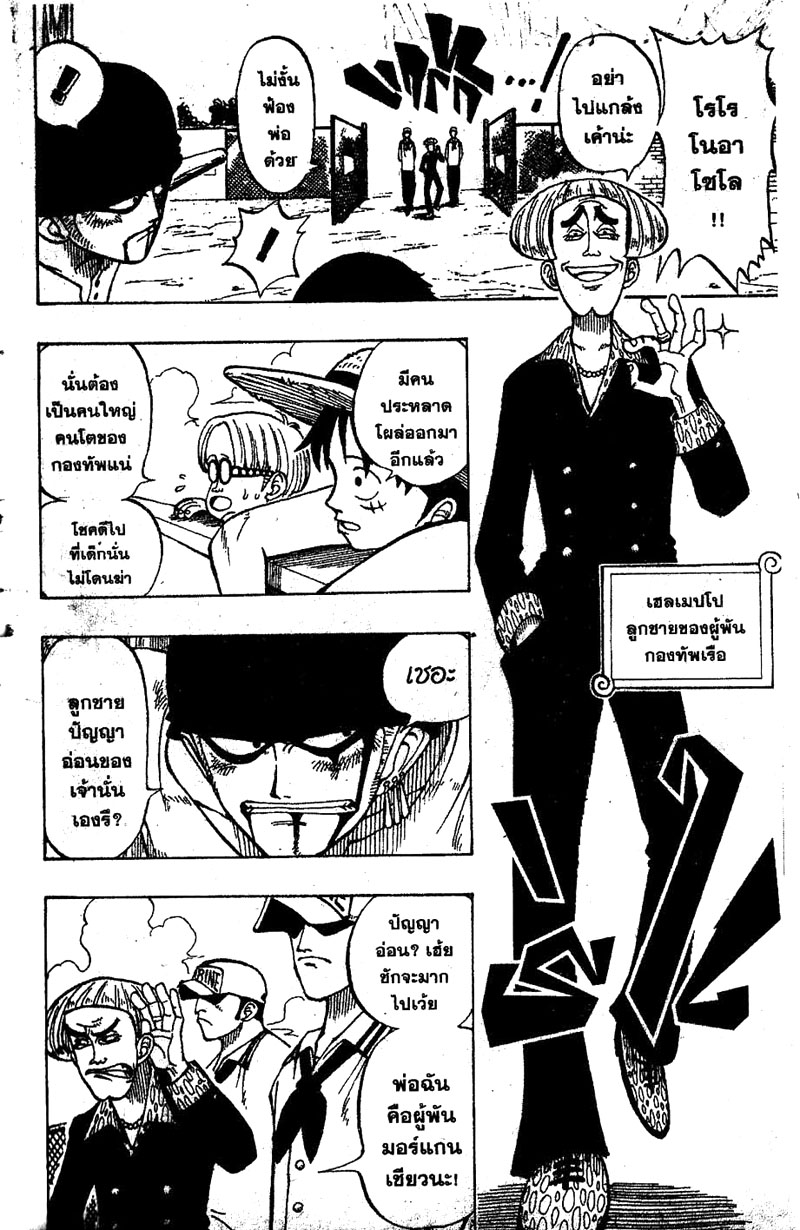 โรโร
โนอา
โซโล
!!
อย่า
ไปแกล้ง
เค้าน่ะ
ไม่งั้น
ฟ้อง
พ่อ
ด้วย
!
!
มีคน
ประหลาด
โผล่ออกมา
อีกแล้ว
นั่นต้อง
เป็นคนใหญ่
คนโตของ
กองทัพแน่
โชคดีไป
ที่เด็กนั่น
ไม่โดนฆ่า
เฮลเมปโป
ลูกชายของผู้พัน
กองทัพเรือ
เชอะ
ลูกชาย
ปัญญา
อ่อนของ
เจ้านั่น
เองรึ?
ปัญญา
อ่อน? เฮ้ย
ชักจะมาก
ไปเว้ย
พ่อฉัน
คือผู้พัน
มอร์แกน
เชียวนะ!